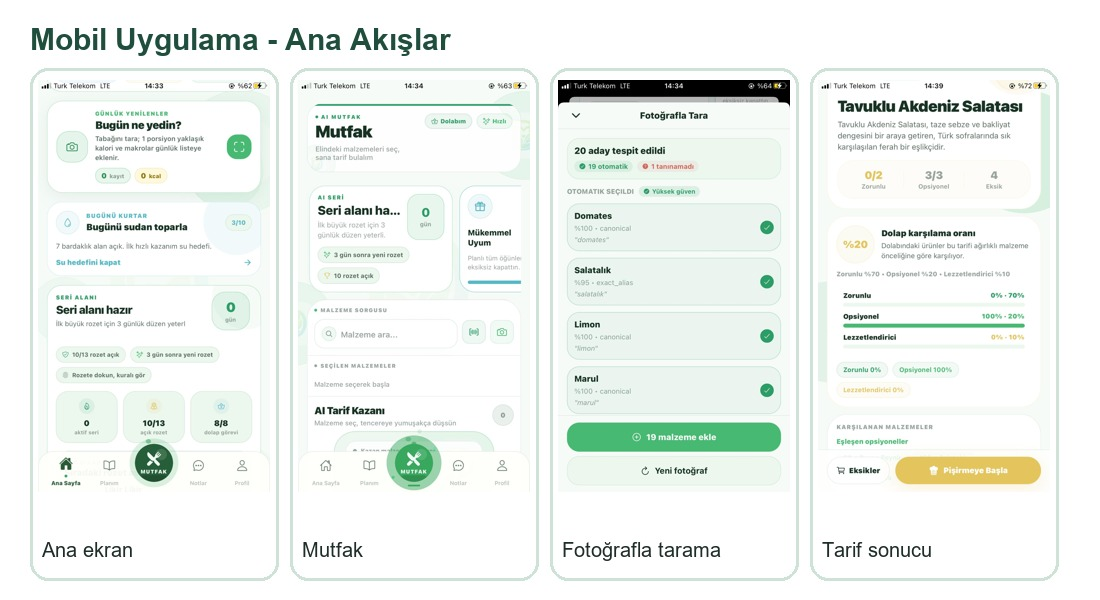 Mobil Uygulama - Ana Akışlar
Turk Telekom LTE 14:33 %62
GÜNLÜK YENİLENLER
Bugün ne yedin?
Tabağını tara; 1 porsiyon yaklaşık
kalori ve makrolar günlük listeye
eklenir.
0 kayıt 0 kcal
BUGÜNÜ KURTAR
Bugünü sudan toparla
3/10
7 bardaklık alan açık. İlk hızlı kazanım su hedefi.
Su hedefini kapat
SERİ ALANI
Seri alanı hazır
İlk büyük rozet için 3 günlük düzen yeterli
0
gün
10/13 rozet açık 3 gün sonra yeni rozet
Rozete dokun, kuralı gör
0
aktif seri
10/13
açık rozet
8/8
dolap görevi
Ana Sayfa Planım MUTFAK Notlar Profil
Ana ekran
Turk Telekom LTE 14:34 %63
AI MUTFAK
Mutfak
Dolabım Hızlı
Elindeki malzemeleri seç,
sana tarif bulalım
AI SERİ
Seri alanı ha...
İlk büyük rozet için 3
günlük düzen yeterli.
0
gün
3 gün sonra yeni rozet
10 rozet açık
Mükemmel
Uyum
Planlı tüm öğünler
eksiksiz kapattın.
MALZEME SORGUSU
Malzeme ara...
SEÇİLEN MALZEMELER
Malzeme seçerek başla
AI Tarif Kazanı
0
Malzeme seç, tencereye yumuşakça düşsün
Ana Sayfa Planım MUTFAK Notlar Profil
Mutfak
Turk Telekom LTE 14:34 %64
Fotoğrafla Tara
20 aday tespit edildi
19 otomatik 1 tanınamadı
OTOMATİK SEÇİLDİ Yüksek güven
Domates
%100 • canonical
"domates"
Salatalık
%95 • exact_alias
"salatalık"
Limon
%100 • canonical
"limon"
Marul
%100 • canonical
"marul"
19 malzeme ekle
Yeni fotoğraf
Fotoğrafla tarama
Turk Telekom LTE 14:39 %72
Tavuklu Akdeniz Salatası
Tavuklu Akdeniz Salatası, taze sebze ve bakliyat
dengesini bir araya getiren, Türk sofralarında sık
karşılaşılan ferah bir eşlikçidir.
0/2
Zorunlu
3/3
Opsiyonel
4
Eksik
%20
Dolap karşılama oranı
Dolabındaki ürünler bu tarifi ağırlıklı malzeme
önceliğine göre karşılıyor.
Zorunlu %70 • Opsiyonel %20 • Lezzetlendirici %10
Zorunlu 0% · 70%
Opsiyonel 100% · 20%
Lezzetlendirici 0% · 10%
Zorunlu 0% Opsiyonel 100%
Lezzetlendirici 0%
KARŞILANAN MALZEMELER
Eşleşen opsiyoneller
Eksikler Pişirmeye Başla
Tarif sonucu